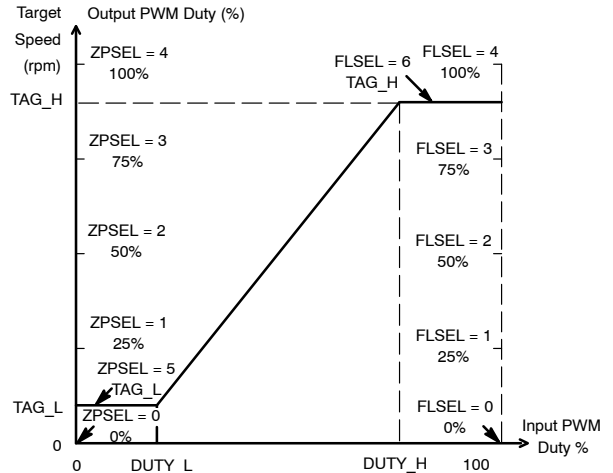 Target
Speed
(rpm)
Output PWM Duty (%)
ZPSEL = 4
100%
FLSEL = 6
TAG_H
FLSEL = 4
100%
TAG_H
ZPSEL = 3
75%
FLSEL = 3
75%
ZPSEL = 2
50%
FLSEL = 2
50%
ZPSEL = 1
25%
FLSEL = 1
25%
ZPSEL = 5
TAG_L
TAG_L
ZPSEL = 0
0%
FLSEL = 0
0%
Input PWM
Duty %
0
0
DUTY_L
DUTY_H
100